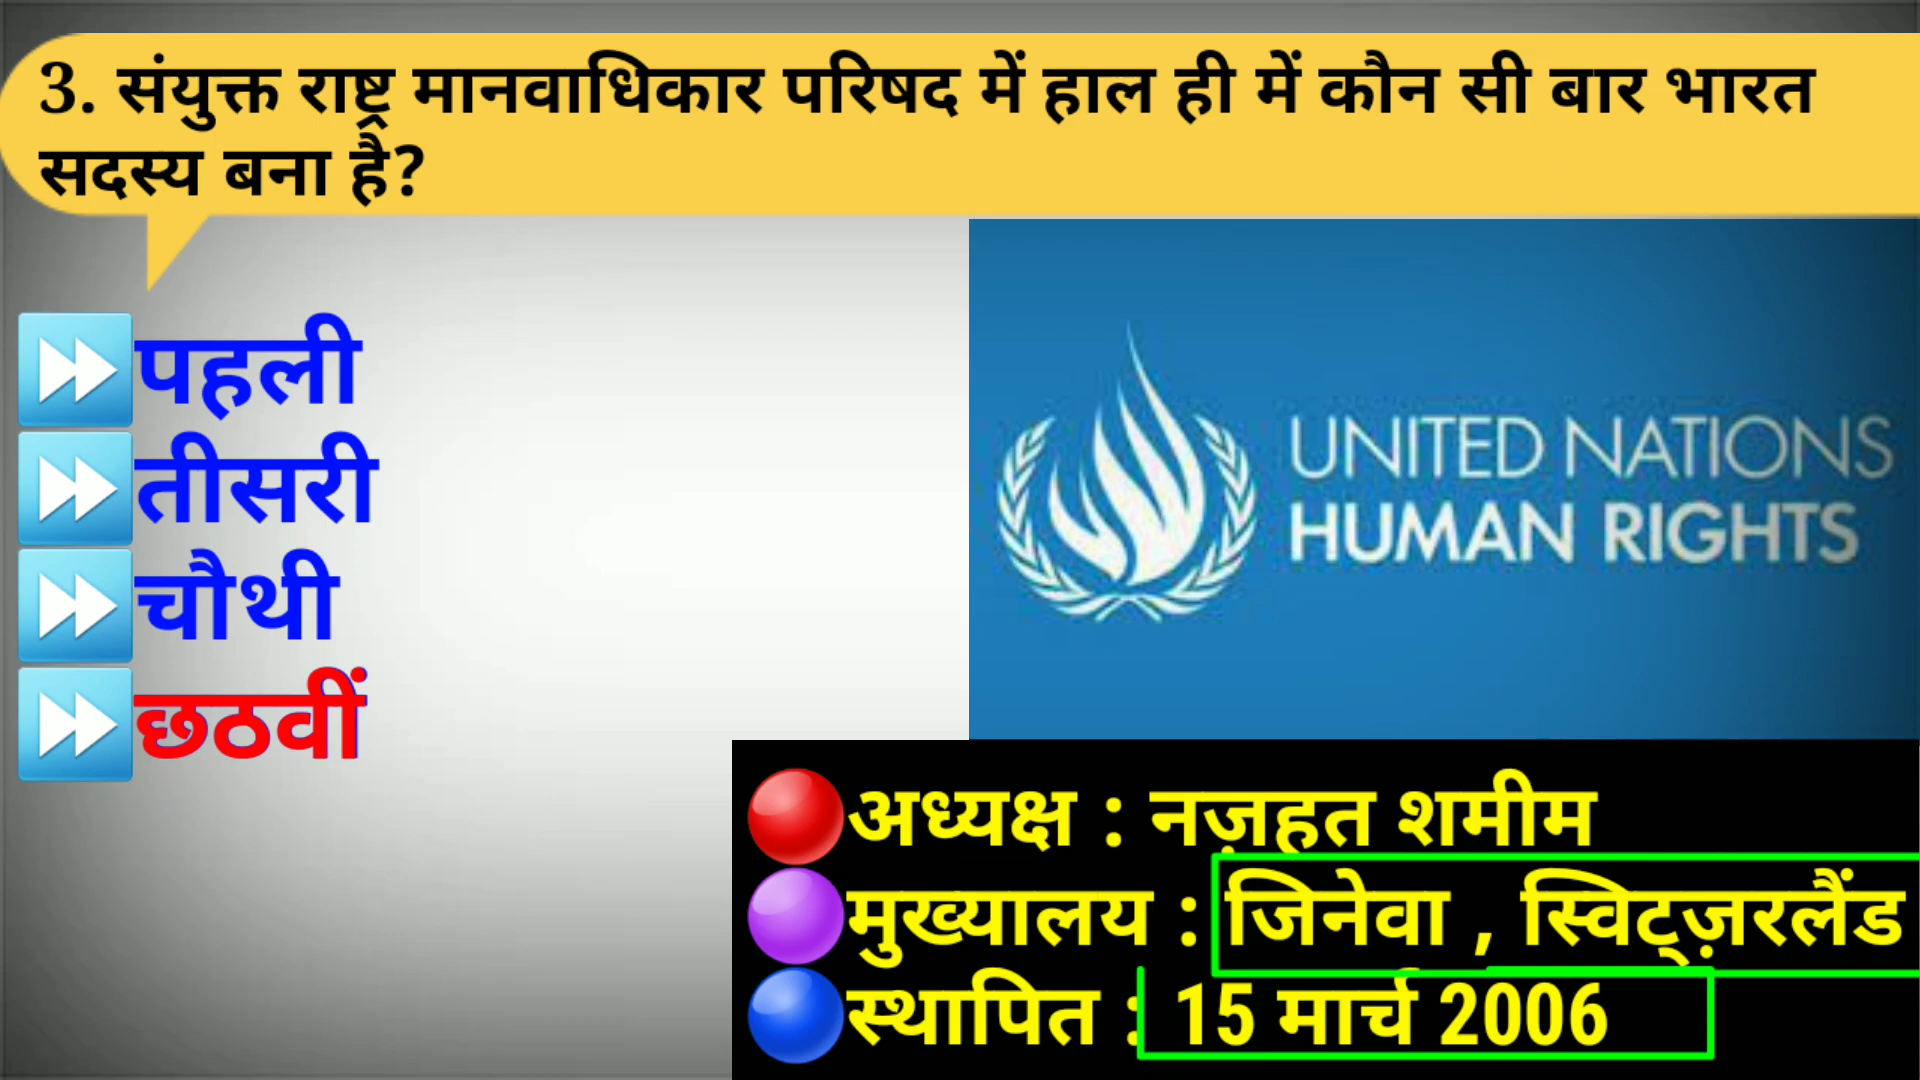 3. संयुक्त राष्ट्र मानवाधिकार परिषद में हाल ही में कौन सी बार भारत
सदस्य बना है?
पहली
तीसरी
चौथी
छठवीं
UNITED NATIONS
HUMAN RIGHTS
अध्यक्ष : नज़हत शमीम
मुख्यालय : जिनेवा , स्विट्ज़रलैंड
स्थापित : 15 मार्च 2006